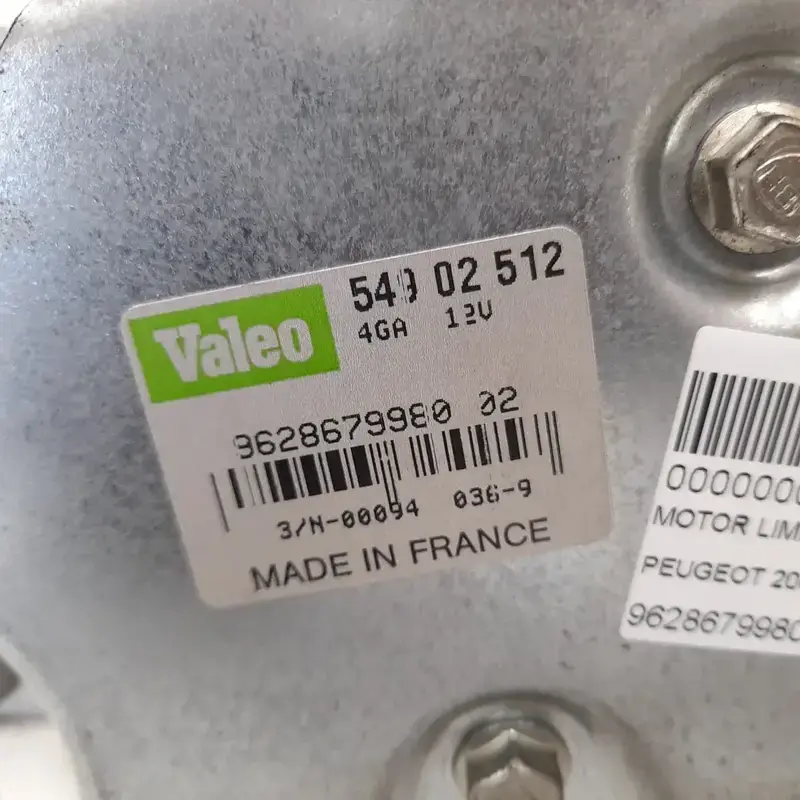 Valeo
549 02 512
4GA 12V
9628679980 02
3/N-00094 036-9
MADE IN FRANCE
0000000
MOTOR LIM
PEUGEOT 20
9628679980